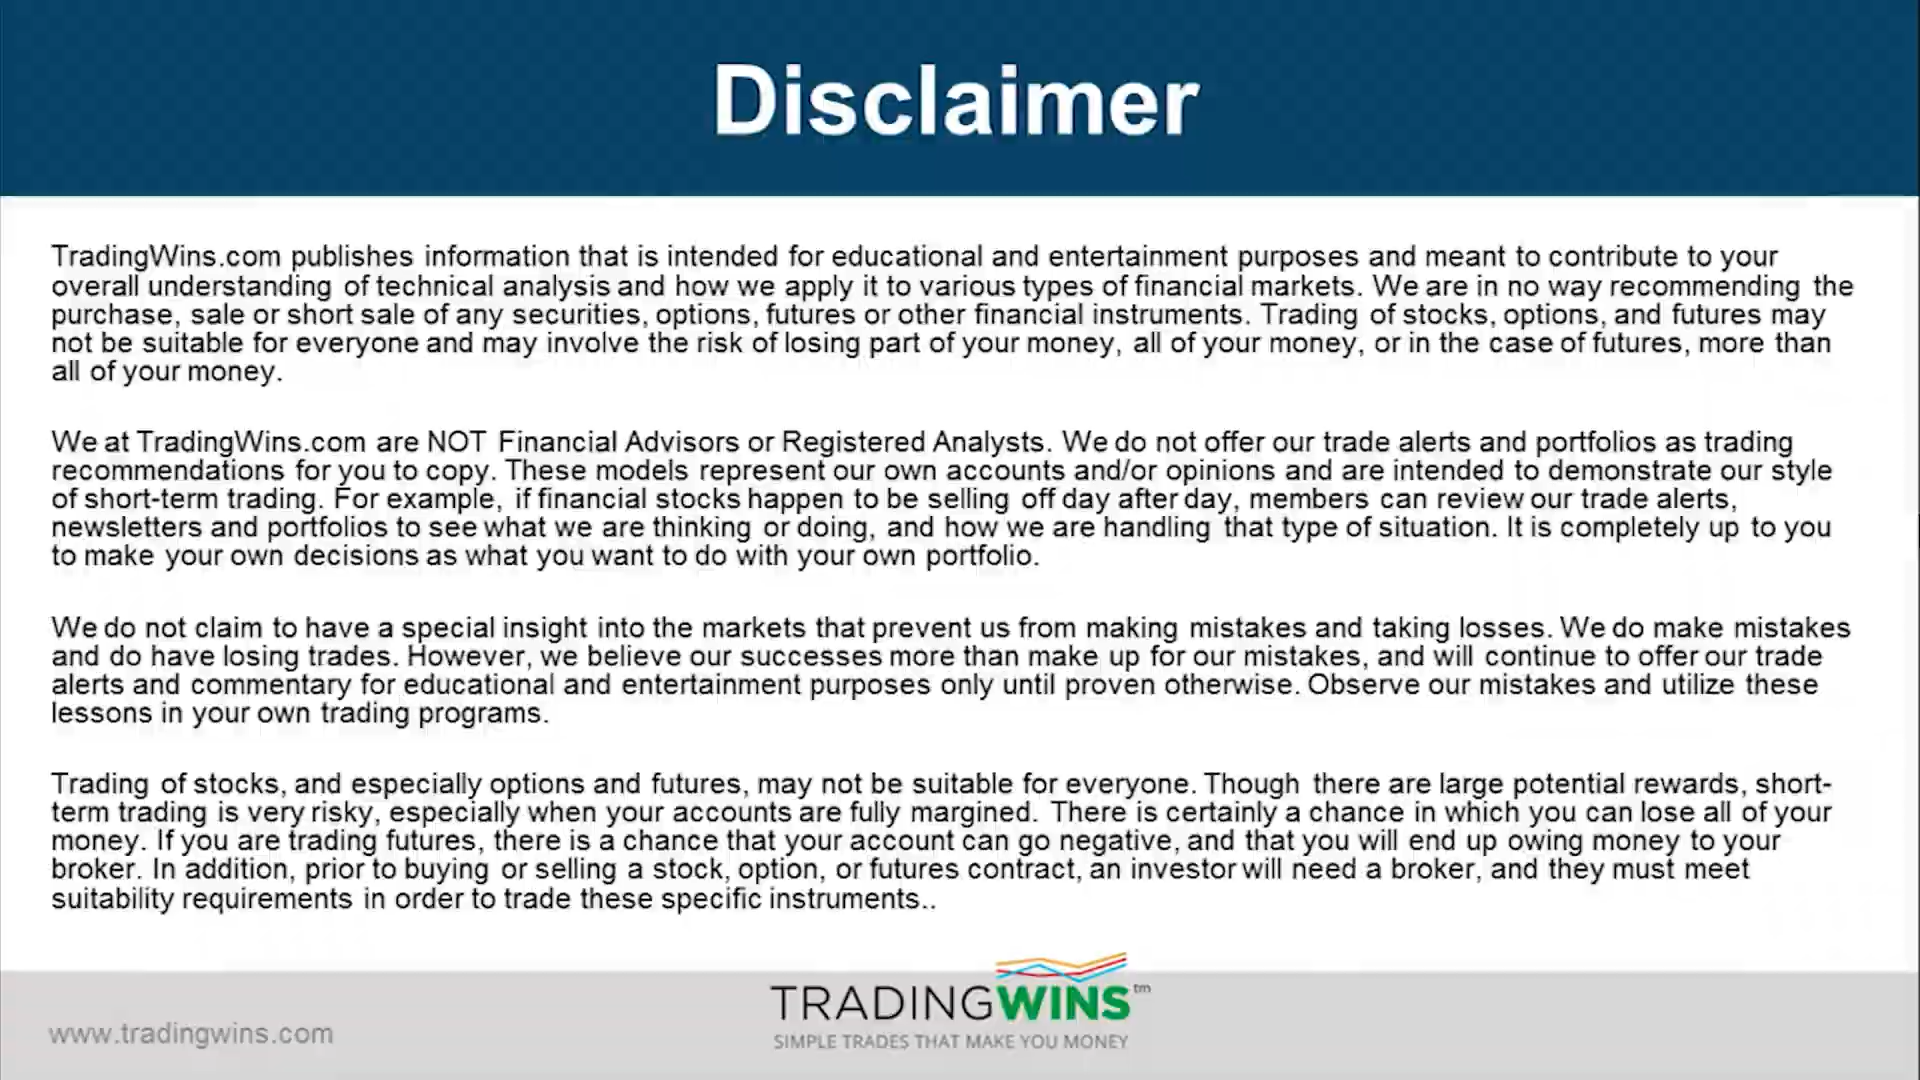 Disclaimer
TradingWins.com publishes information that is intended for educational and entertainment purposes and meant to contribute to your
overall understanding of technical analysis and how we apply it to various types of financial markets. We are in no way recommending the
purchase, sale or short sale of any securities, options, futures or other financial instruments. Trading of stocks, options, and futures may
not be suitable for everyone and may involve the risk of losing part of your money, all of your money, or in the case of futures, more than
all of your money.
We at TradingWins.com are NOT Financial Advisors or Registered Analysts. We do not offer our trade alerts and portfolios as trading
recommendations for you to copy. These models represent our own accounts and/or opinions and are intended to demonstrate our style
of short-term trading. For example, if financial stocks happen to be selling off day after day, members can review our trade alerts,
newsletters and portfolios to see what we are thinking or doing, and how we are handling that type of situation. It is completely up to you
to make your own decisions as what you want to do with your own portfolio.
We do not claim to have a special insight into the markets that prevent us from making mistakes and taking losses. We do make mistakes
and do have losing trades. However, we believe our successes more than make up for our mistakes, and will continue to offer our trade
alerts and commentary for educational and entertainment purposes only until proven otherwise. Observe our mistakes and utilize these
lessons in your own trading programs.
Trading of stocks, and especially options and futures, may not be suitable for everyone. Though there are large potential rewards, short-
term trading is very risky, especially when your accounts are fully margined. There is certainly a chance in which you can lose all of your
money. If you are trading futures, there is a chance that your account can go negative, and that you will end up owing money to your
broker. In addition, prior to buying or selling a stock, option, or futures contract, an investor will need a broker, and they must meet
suitability requirements in order to trade these specific instruments..
www.tradingwins.com
TRADINGWINS™
SIMPLE TRADES THAT MAKE YOU MONEY